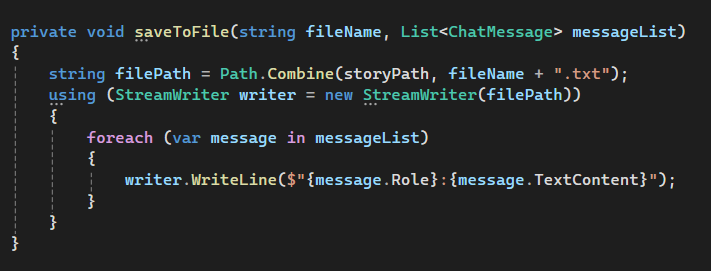 private void saveToFile(string fileName, List<ChatMessage> messageList)
{
    string filePath = Path.Combine(storyPath, fileName + ".txt");
    using (StreamWriter writer = new StreamWriter(filePath))
    {
        foreach (var message in messageList)
        {
            writer.WriteLine($"{message.Role}:{message.TextContent}");
        }
    }
}